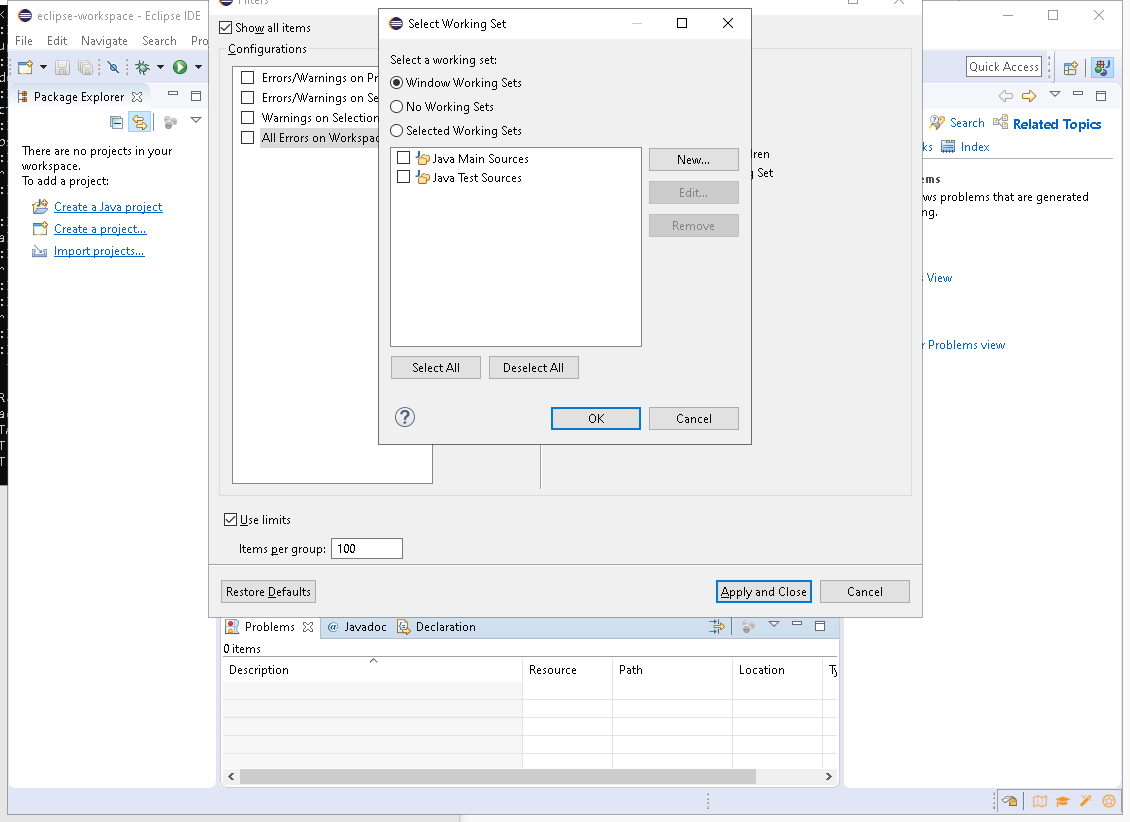 eclipse-workspace - Eclipse IDE
File Edit Navigate Search Pro
Quick Access
Package Explorer
There are no projects in your
workspace.
To add a project:
Create a Java project
Create a project...
Import projects...
Filters
Show all items
Configurations
Errors/Warnings on Pr
Errors/Warnings on Se
Warnings on Selection
All Errors on Workspac
Select Working Set
Select a working set:
Window Working Sets
No Working Sets
Selected Working Sets
Java Main Sources
Java Test Sources
New...
Edit...
Remove
Select All
Deselect All
?
OK
Cancel
dren
g Set
Use limits
Items per group: 100
Restore Defaults
Apply and Close
Cancel
Search
Related Topics
ks
Index
ems
ws problems that are generated
ng.
View
r Problems view
Problems
@ Javadoc
Declaration
0 items
Description
Resource
Path
Location
Ty